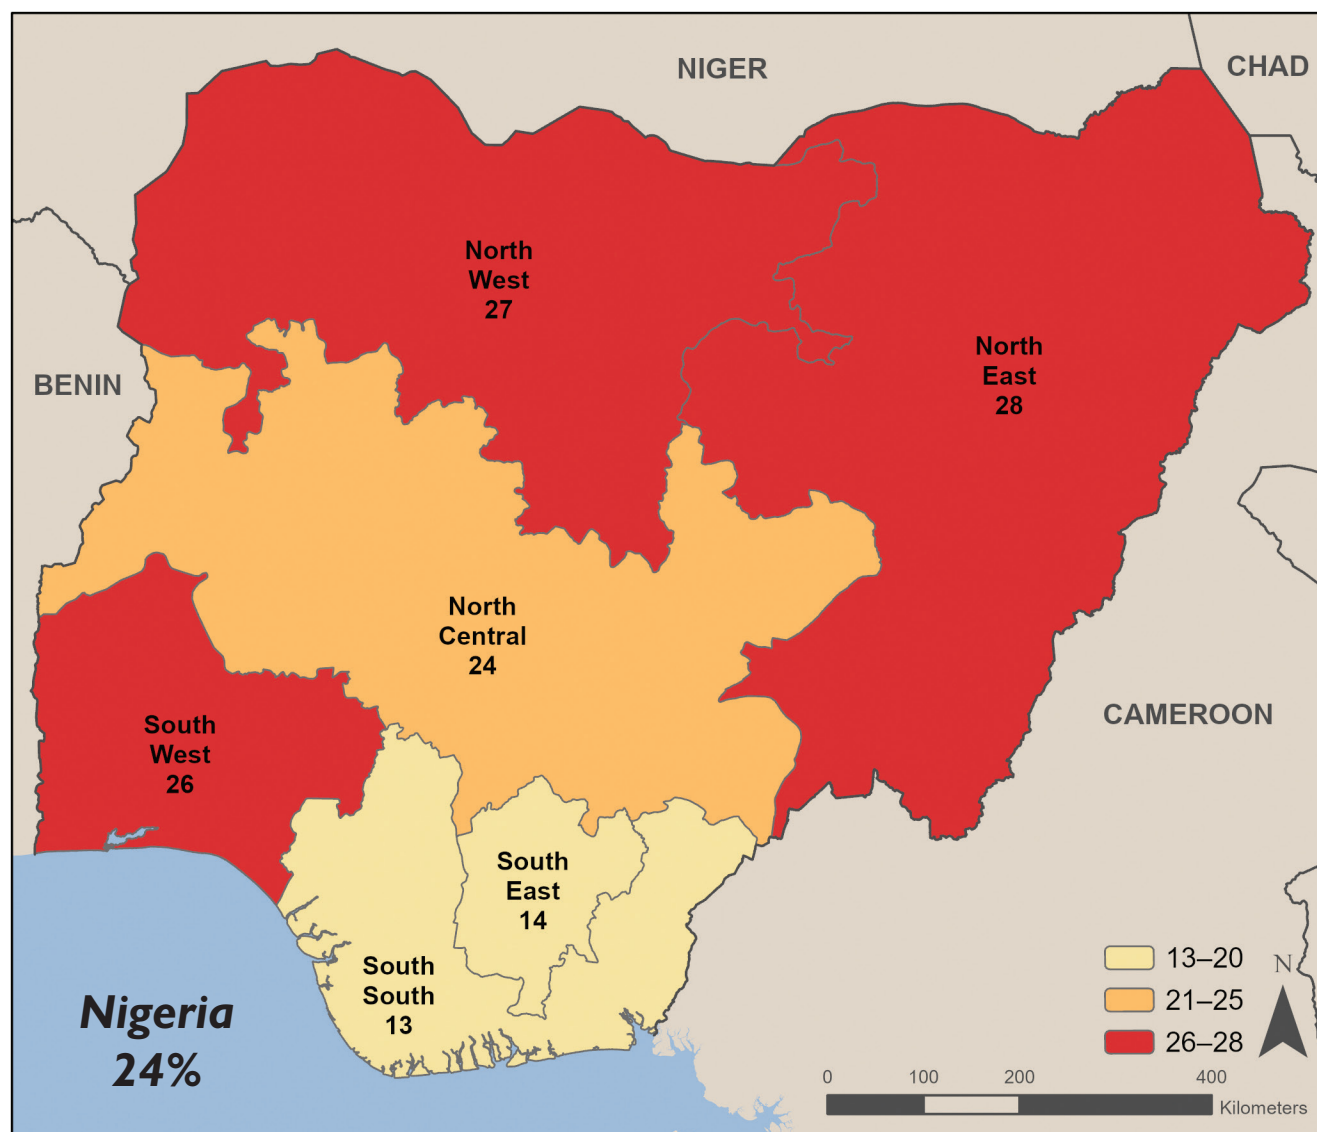 NIGER
CHAD
North
West
27
North
East
28
BENIN
North
Central
24
South
West
26
CAMEROON
South
East
14
South
South
13
Nigeria
24%
13–20
21–25
26–28
N
0 100 200 400
Kilometers